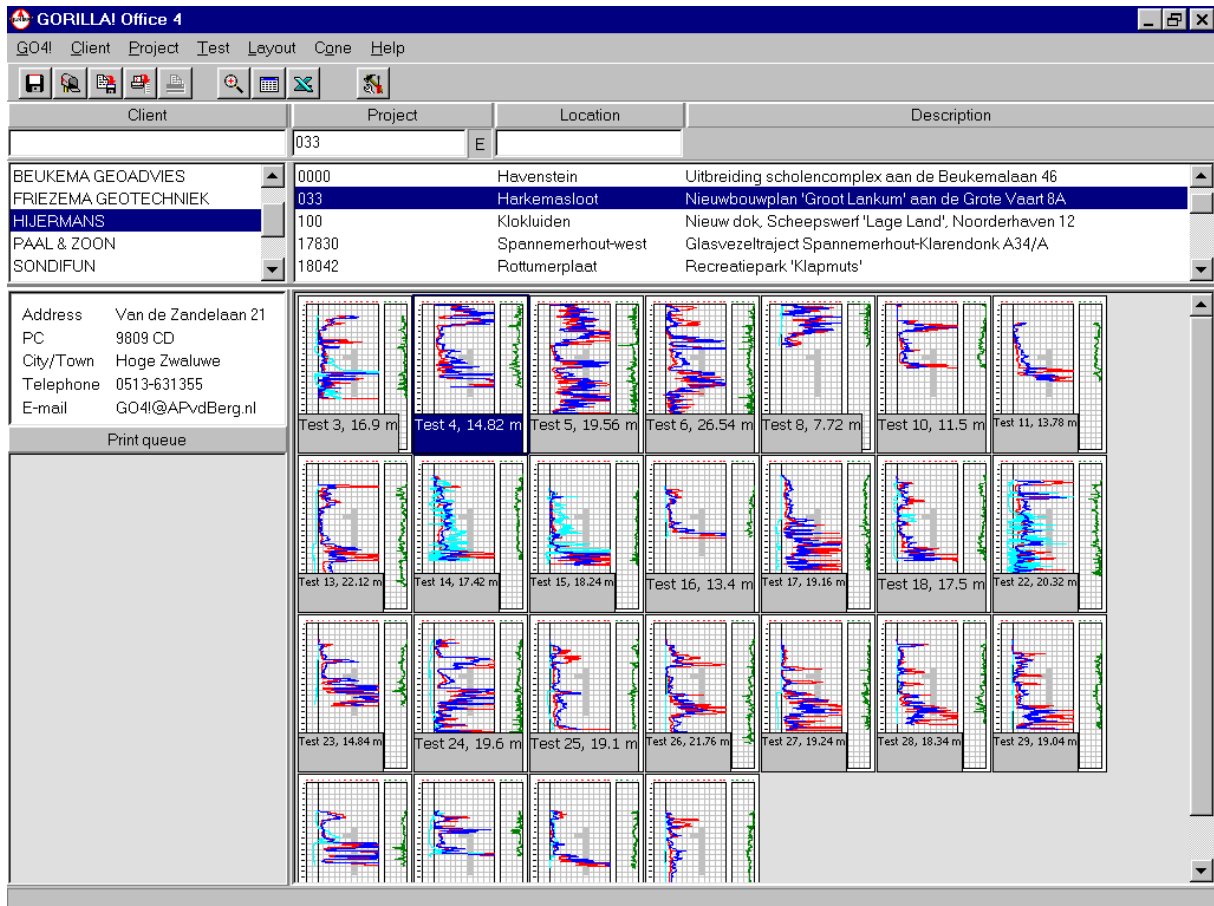 GORILLA! Office 4
GO4! Client Project Test Layout Cone Help
Client Project Location Description
033 E
BEUKEMA GEOADVIES
FRIEZEMA GEOTECHNIEK
HIJERMANS
PAAL & ZOON
SONDIFUN
0000 Havenstein Uitbreiding scholencomplex aan de Beukemalaan 46
033 Harkemasloot Nieuwbouwplan 'Groot Lankum' aan de Grote Vaart 8A
100 Klokluiden Nieuw dok, Scheepswerf 'Lage Land', Noorderhaven 12
17830 Spannemerhout-west Glasvezeltraject Spannemerhout-Klarendonk A34/A
18042 Rottumerplaat Recreatiepark 'Klapmuts'
Address Van de Zandelaan 21
PC 9809 CD
City/Town Hoge Zwaluwe
Telephone 0513-631355
E-mail GO4!@APvdBerg.nl
Print queue
Test 3, 16.9 m Test 4, 14.82 m Test 5, 19.56 m Test 6, 26.54 m Test 8, 7.72 m Test 10, 11.5 m Test 11, 13.78 m
Test 13, 22.12 m Test 14, 17.42 m Test 15, 18.24 m Test 16, 13.4 m Test 17, 19.16 m Test 18, 17.5 m Test 22, 20.32 m
Test 23, 14.84 m Test 24, 19.6 m Test 25, 19.1 m Test 26, 21.76 m Test 27, 19.24 m Test 28, 18.34 m Test 29, 19.04 m